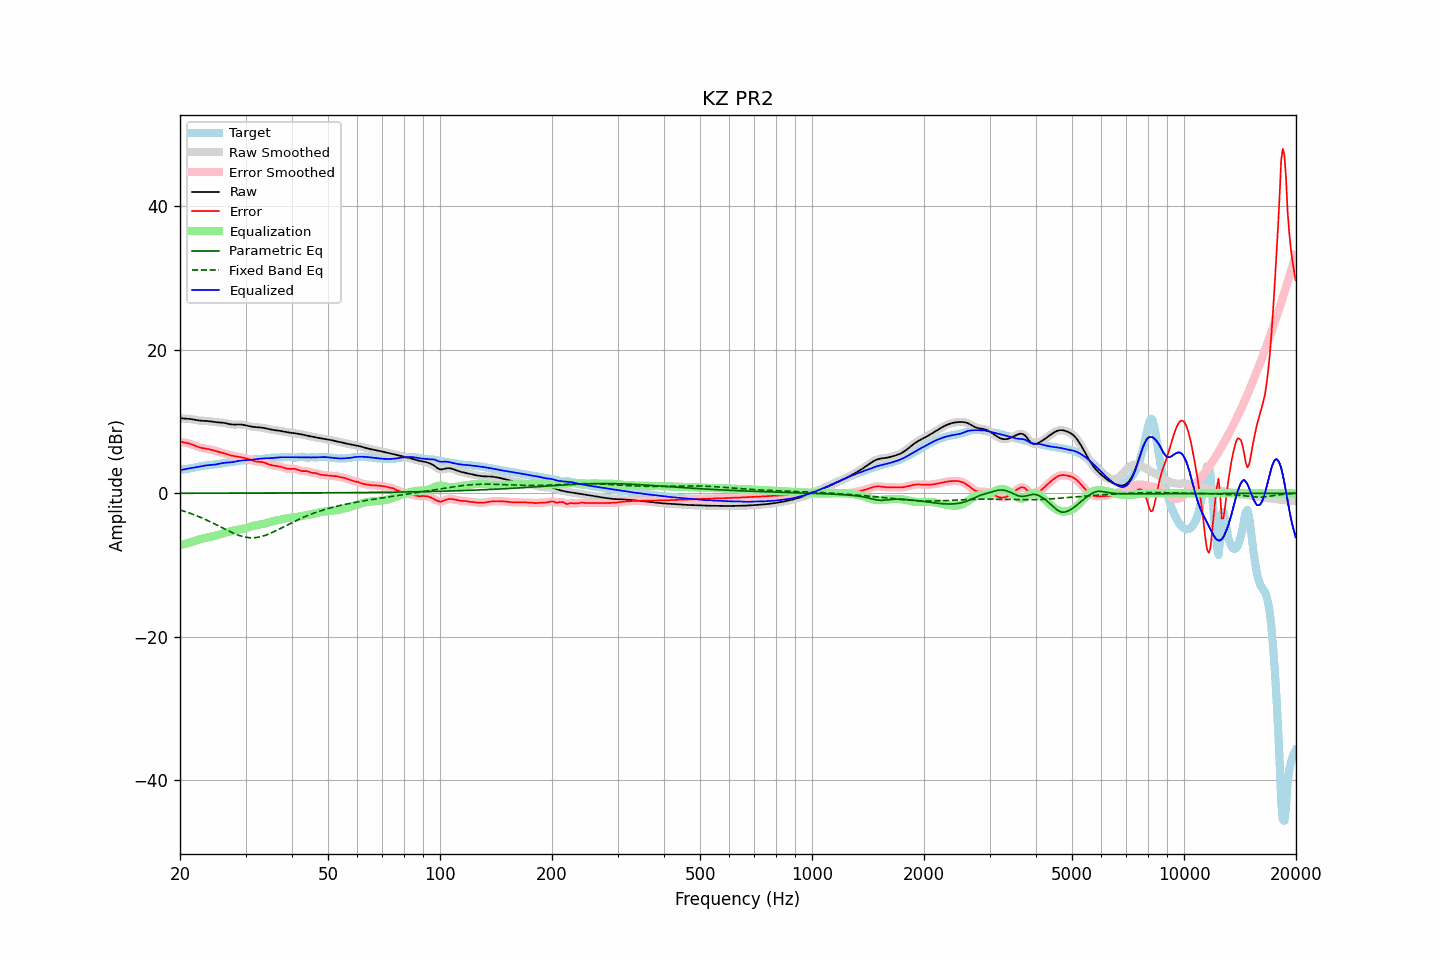 KZ PR2
Target
Raw Smoothed
Error Smoothed
Raw
Error
Equalization
Parametric Eq
Fixed Band Eq
Equalized
40
20
0
−20
−40
Amplitude (dBr)
20 50 100 200 500 1000 2000 5000 10000 20000
Frequency (Hz)